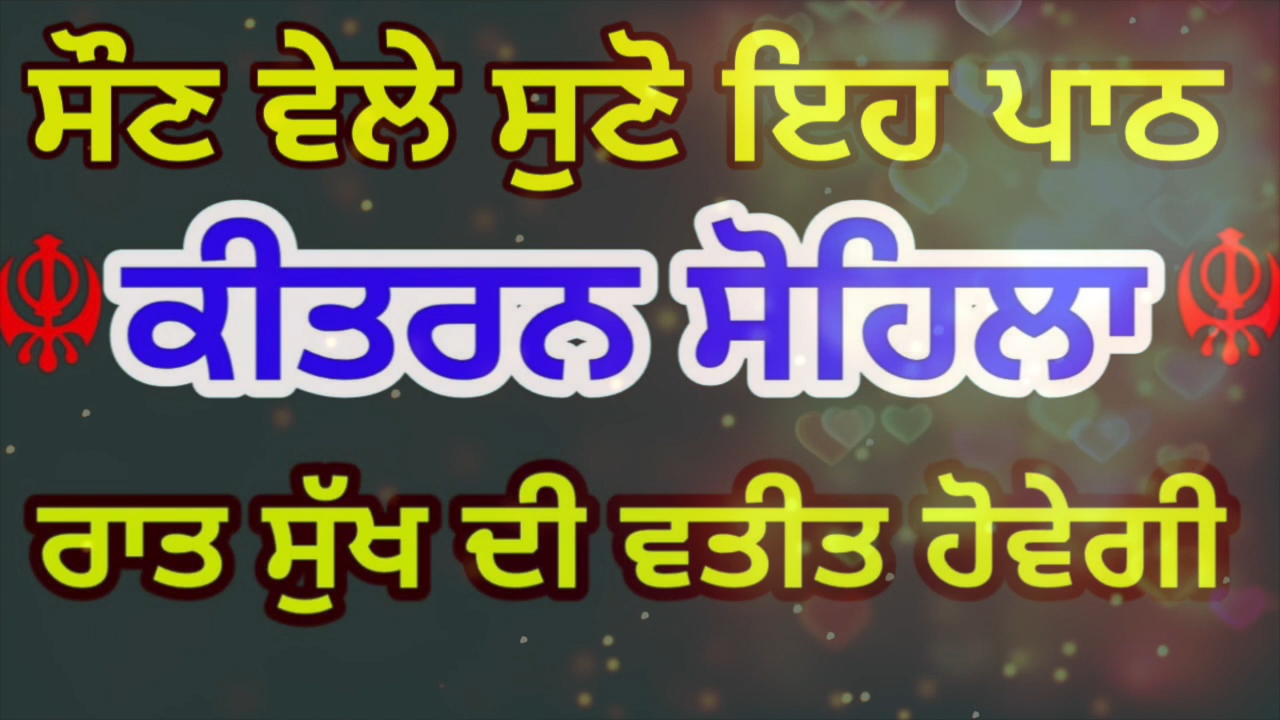 ਸੌਣ ਵੇਲੇ ਸੁਣੋ ਇਹ ਪਾਠ
ਕੀਤਰਨ ਸੋਹਿਲਾ
ਰਾਤ ਸੁੱਖ ਦੀ ਵਤੀਤ ਹੋਵੇਗੀ